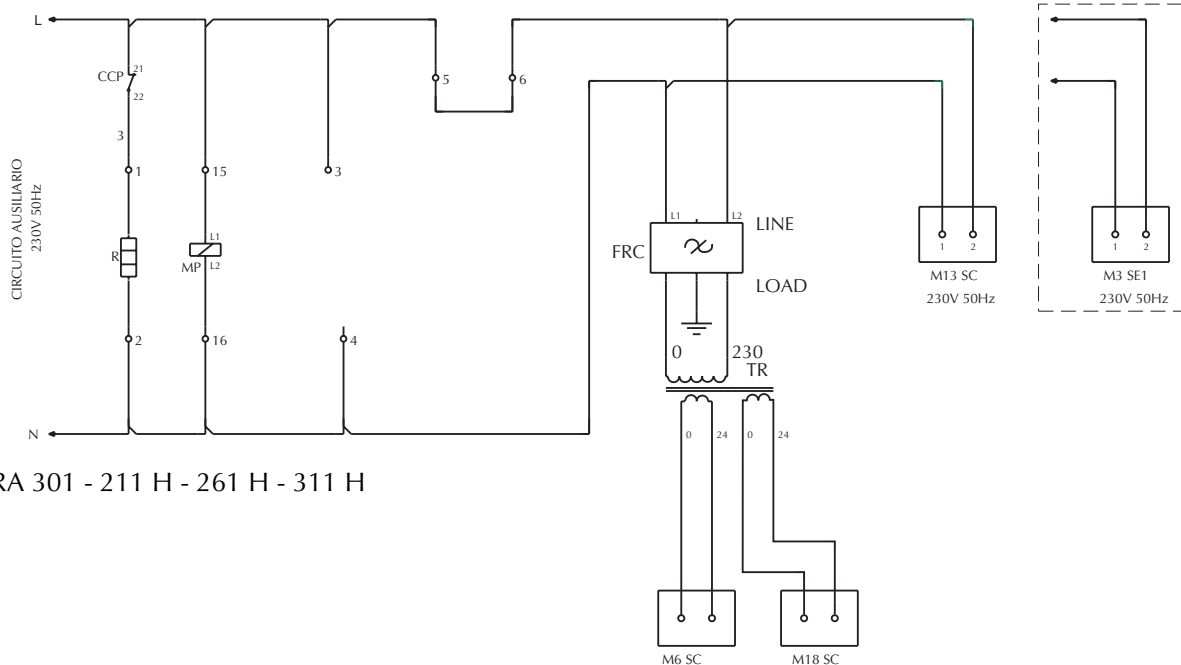 L
CCP
21
22
3
1
15
3
5
6
CIRCUITO AUSILIARIO
230V 50Hz
R
L1
MP
L2
2
16
4
N
L1
L2
LINE
FRC
LOAD
0
230
TR
0
24
0
24
1
2
M13 SC
230V 50Hz
1
2
M3 SE1
230V 50Hz
RA 301 - 211 H - 261 H - 311 H
M6 SC
M18 SC